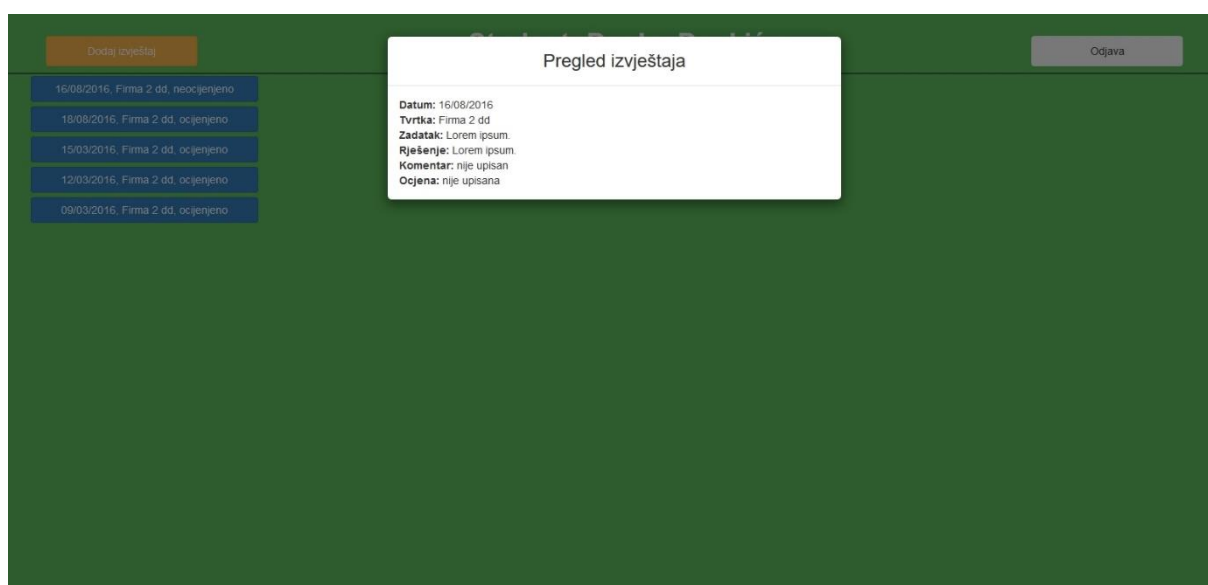 Dodaj izvještaj
Odjava
16/08/2016, Firma 2 dd, neocijenjeno
18/08/2016, Firma 2 dd, ocijenjeno
15/03/2016, Firma 2 dd, ocijenjeno
12/03/2016, Firma 2 dd, ocijenjeno
09/03/2016, Firma 2 dd, ocijenjeno
Pregled izvještaja
Datum: 16/08/2016
Tvrtka: Firma 2 dd
Zadatak: Lorem ipsum.
Rješenje: Lorem ipsum.
Komentar: nije upisan
Ocjena: nije upisana